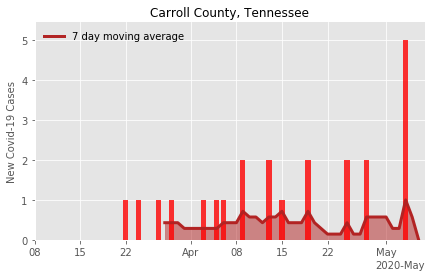 Carroll County, Tennessee
7 day moving average
New Covid-19 Cases
5
4
3
2
1
0
08 15 22 Apr 08 15 22 May
2020-May